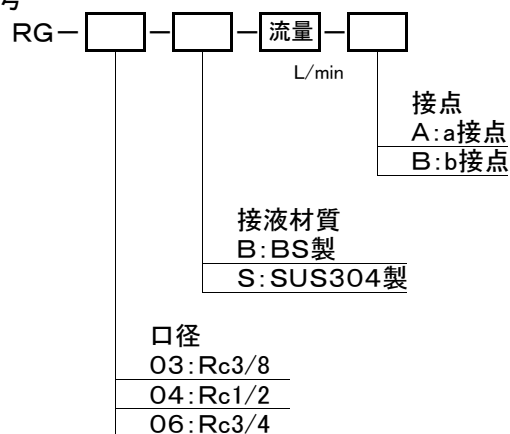 号
RG-□-□-流量-□
L/min
接点
A:a接点
B:b接点
接液材質
B:BS製
S:SUS304製
口径
03:Rc3/8
04:Rc1/2
06:Rc3/4